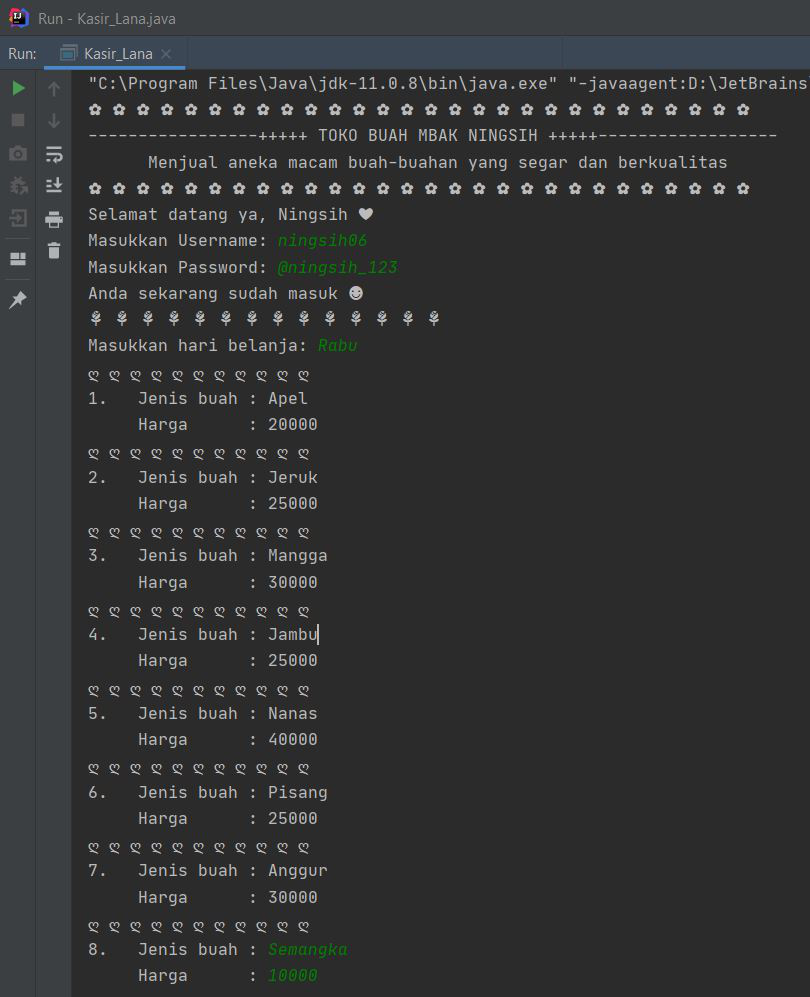 Run - Kasir_Lana.java
Run: Kasir_Lana
"C:\Program Files\Java\jdk-11.0.8\bin\java.exe" "-javaagent:D:\JetBrains
✿ ✿ ✿ ✿ ✿ ✿ ✿ ✿ ✿ ✿ ✿ ✿ ✿ ✿ ✿ ✿ ✿ ✿ ✿ ✿ ✿ ✿ ✿ ✿ ✿ ✿ ✿ ✿
-----------------+++++ TOKO BUAH MBAK NINGSIH +++++------------------
Menjual aneka macam buah-buahan yang segar dan berkualitas
✿ ✿ ✿ ✿ ✿ ✿ ✿ ✿ ✿ ✿ ✿ ✿ ✿ ✿ ✿ ✿ ✿ ✿ ✿ ✿ ✿ ✿ ✿ ✿ ✿ ✿ ✿ ✿
Selamat datang ya, Ningsih ♥
Masukkan Username: ningsih06
Masukkan Password: @ningsih_123
Anda sekarang sudah masuk ☻
⚘ ⚘ ⚘ ⚘ ⚘ ⚘ ⚘ ⚘ ⚘ ⚘ ⚘ ⚘ ⚘ ⚘
Masukkan hari belanja: Rabu
ღ ღ ღ ღ ღ ღ ღ ღ ღ ღ ღ
1. Jenis buah : Apel
Harga : 20000
ღ ღ ღ ღ ღ ღ ღ ღ ღ ღ ღ
2. Jenis buah : Jeruk
Harga : 25000
ღ ღ ღ ღ ღ ღ ღ ღ ღ ღ ღ
3. Jenis buah : Mangga
Harga : 30000
ღ ღ ღ ღ ღ ღ ღ ღ ღ ღ ღ
4. Jenis buah : Jambu
Harga : 25000
ღ ღ ღ ღ ღ ღ ღ ღ ღ ღ ღ
5. Jenis buah : Nanas
Harga : 40000
ღ ღ ღ ღ ღ ღ ღ ღ ღ ღ ღ
6. Jenis buah : Pisang
Harga : 25000
ღ ღ ღ ღ ღ ღ ღ ღ ღ ღ ღ
7. Jenis buah : Anggur
Harga : 30000
ღ ღ ღ ღ ღ ღ ღ ღ ღ ღ ღ
8. Jenis buah : Semangka
Harga : 10000